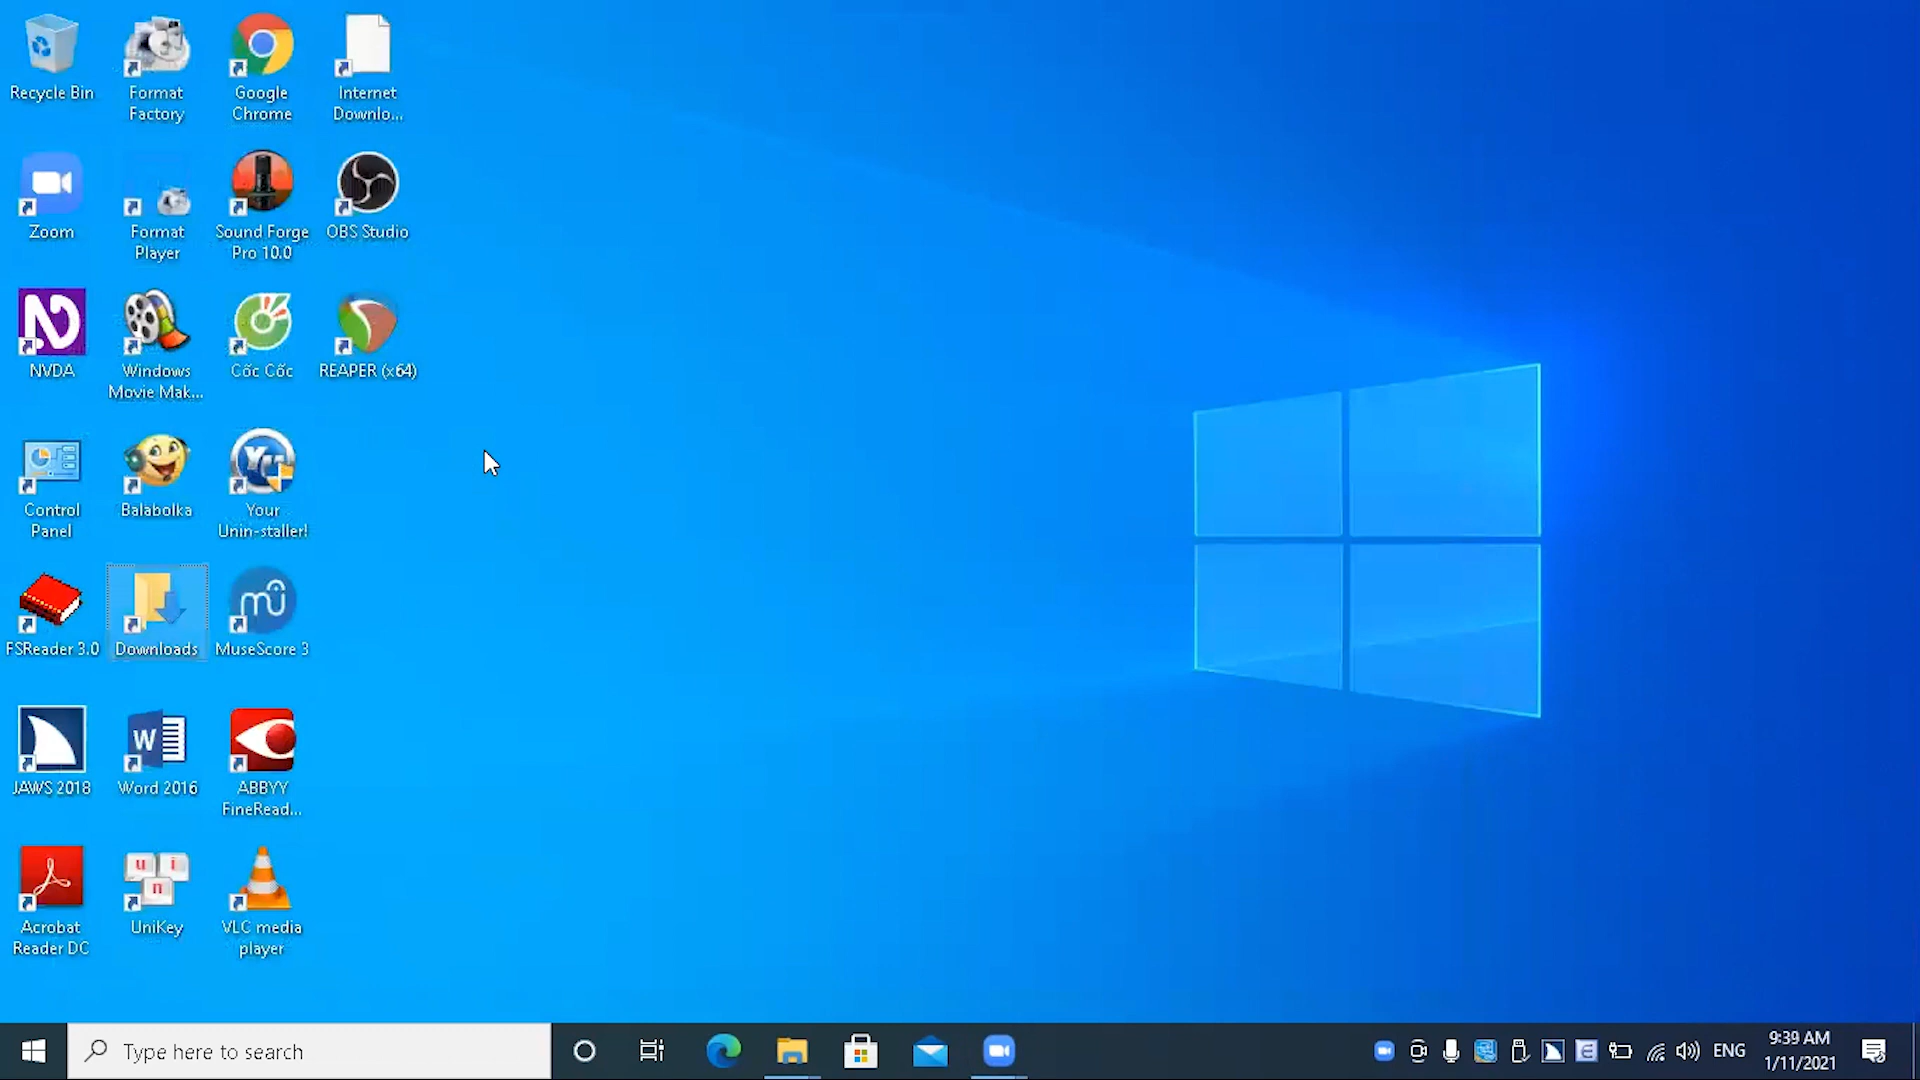 Recycle Bin
Format
Factory
Google
Chrome
Internet
Downlo...
Zoom
Format
Player
Sound Forge
Pro 10.0
OBS Studio
NVDA
Windows
Movie Mak...
Cốc Cốc
REAPER (x64)
Control
Panel
Balabolka
Your
Unin-staller!
FSReader 3.0
Downloads
MuseScore 3
JAWS 2018
Word 2016
ABBYY
FineRead...
Acrobat
Reader DC
UniKey
VLC media
player
Type here to search
ENG
9:39 AM
1/11/2021